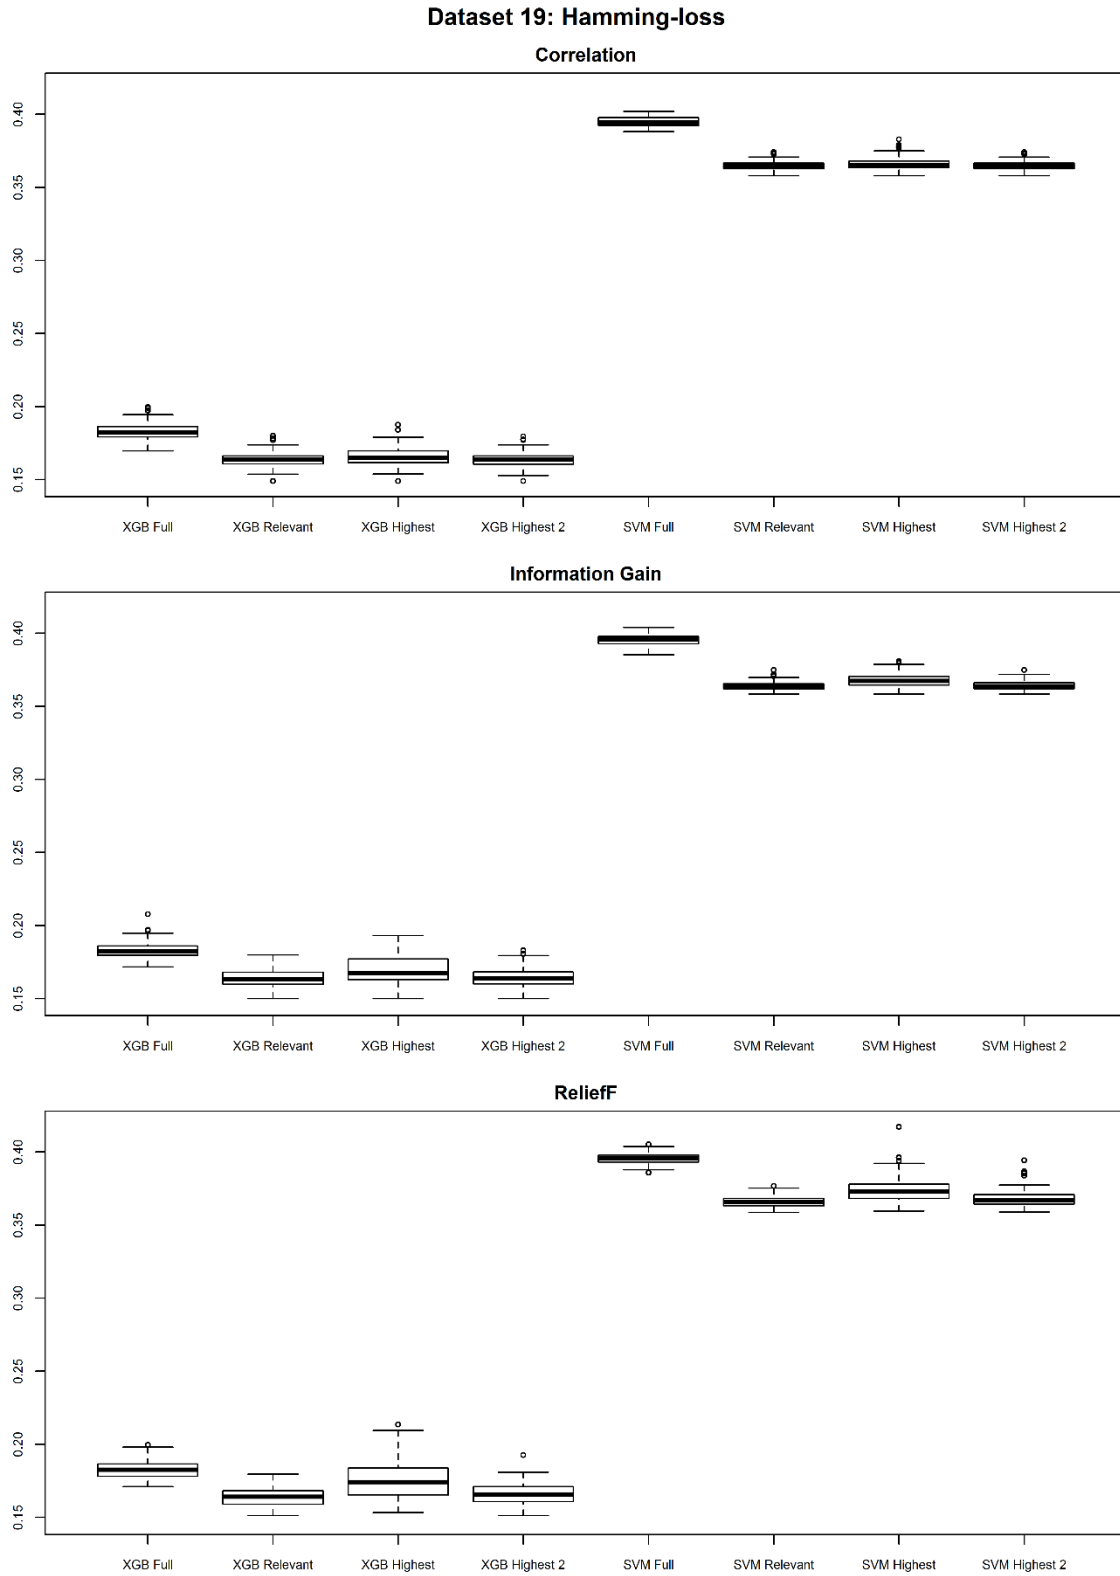 Dataset 19: Hamming-loss
Correlation
0.40
0.35
0.30
0.25
0.20
0.15
XGB Full XGB Relevant XGB Highest XGB Highest 2 SVM Full SVM Relevant SVM Highest SVM Highest 2
Information Gain
0.40
0.35
0.30
0.25
0.20
0.15
XGB Full XGB Relevant XGB Highest XGB Highest 2 SVM Full SVM Relevant SVM Highest SVM Highest 2
ReliefF
0.40
0.35
0.30
0.25
0.20
0.15
XGB Full XGB Relevant XGB Highest XGB Highest 2 SVM Full SVM Relevant SVM Highest SVM Highest 2